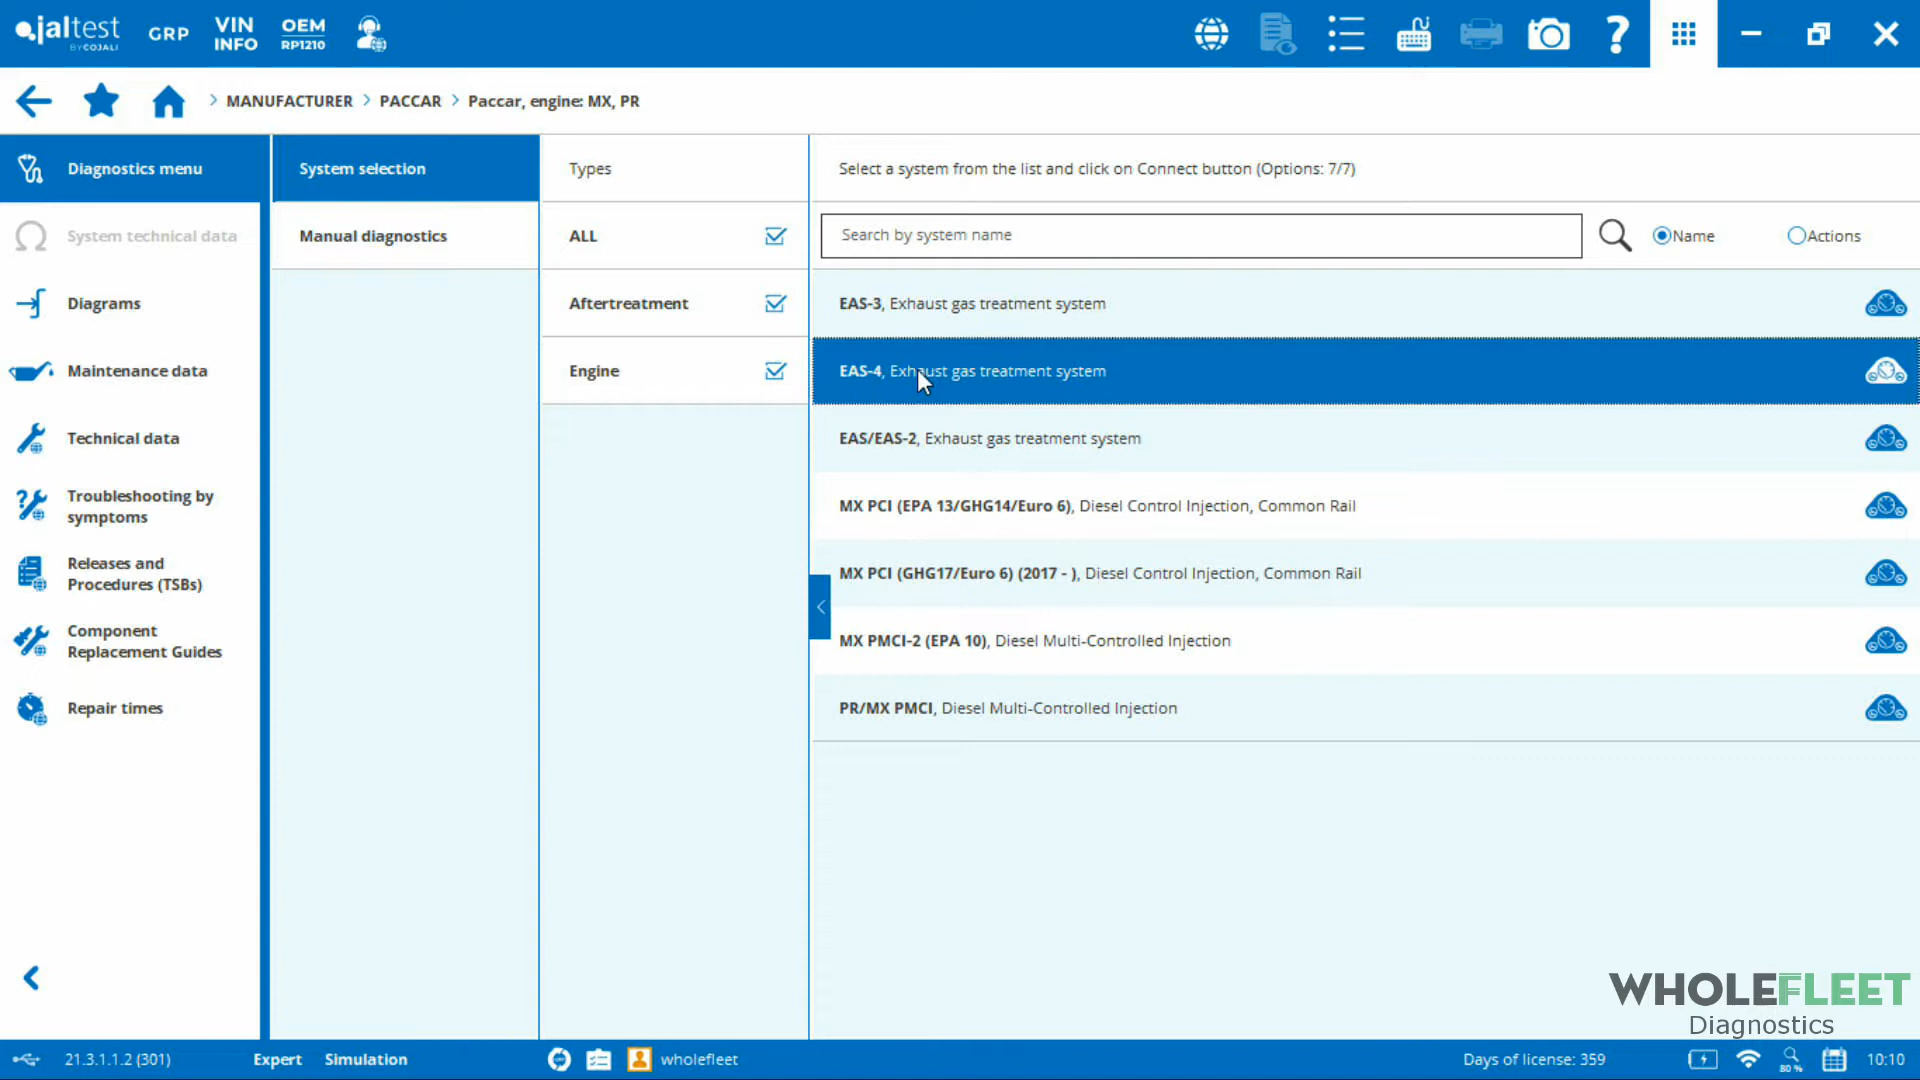 jaltest
BY COJALI
GRP
VIN
INFO
OEM
RP1210
?
MANUFACTURER
PACCAR
Paccar, engine: MX, PR
Diagnostics menu
System selection
Types
Select a system from the list and click on Connect button (Options: 7/7)
System technical data
Manual diagnostics
ALL
Search by system name
Name
Actions
Diagrams
Aftertreatment
EAS-3, Exhaust gas treatment system
Maintenance data
Engine
EAS-4, Exhaust gas treatment system
Technical data
EAS/EAS-2, Exhaust gas treatment system
Troubleshooting by
symptoms
MX PCI (EPA 13/GHG14/Euro 6), Diesel Control Injection, Common Rail
Releases and
Procedures (TSBs)
MX PCI (GHG17/Euro 6) (2017 - ), Diesel Control Injection, Common Rail
Component
Replacement Guides
MX PMCI-2 (EPA 10), Diesel Multi-Controlled Injection
Repair times
PR/MX PMCI, Diesel Multi-Controlled Injection
WHOLEFLEET
Diagnostics
21.3.1.1.2 (301)
Expert
Simulation
wholefleet
Days of license: 359
80 %
10:10